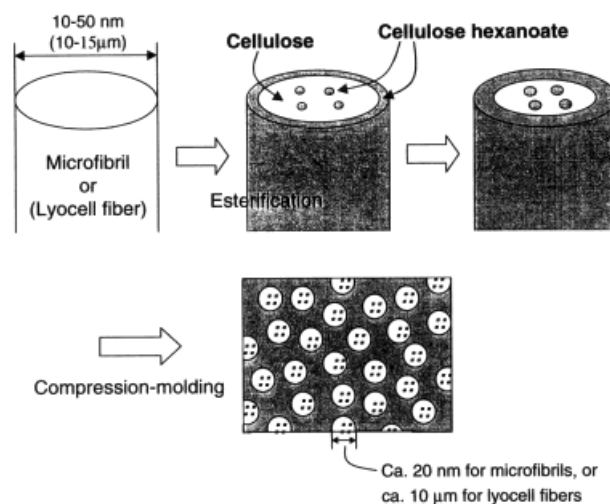 10-50 nm
(10-15μm)
Cellulose
Cellulose hexanoate
Microfibril
or
(Lyocell fiber)
Esterification
Compression-molding
Ca. 20 nm for microfibrils, or
ca. 10 μm for lyocell fibers